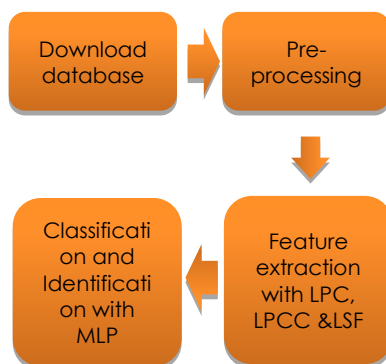 Download
database
Pre-
processing
Feature
extraction
with LPC,
LPCC &LSF
Classificati
on and
Identificati
on with
MLP